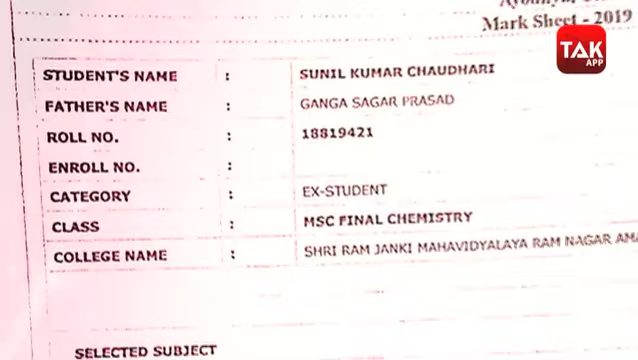 Mark Sheet - 2019
TAK
APP
STUDENT'S NAME : SUNIL KUMAR CHAUDHARI
FATHER'S NAME : GANGA SAGAR PRASAD
ROLL NO. : 18819421
ENROLL NO. :
CATEGORY : EX-STUDENT
CLASS : MSC FINAL CHEMISTRY
COLLEGE NAME : SHRI RAM JANKI MAHAVIDYALAYA RAM NAGAR
SELECTED SUBJECT